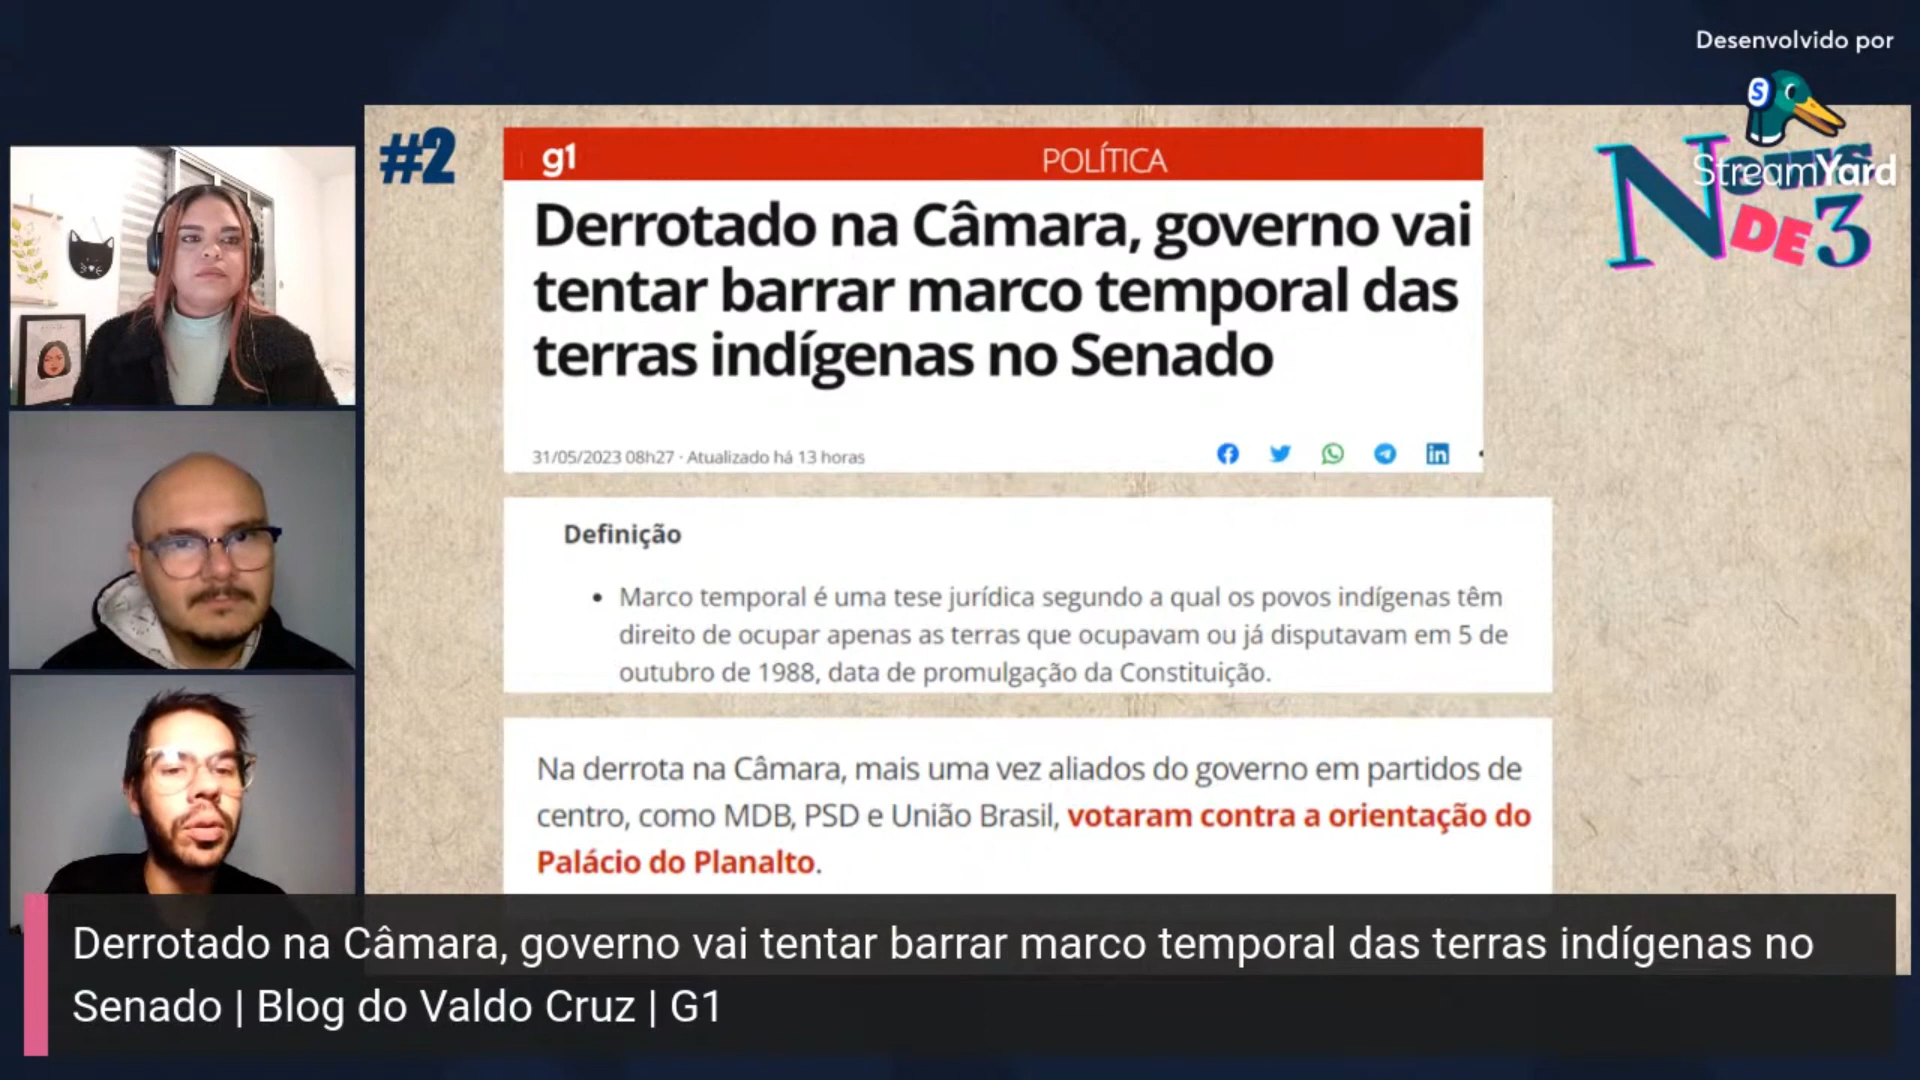 Desenvolvido por
StreamYard
#2
g1
POLÍTICA
NEWS
DE 3
Derrotado na Câmara, governo vai
tentar barrar marco temporal das
terras indígenas no Senado
31/05/2023 08h27 · Atualizado há 13 horas
Definição
• Marco temporal é uma tese jurídica segundo a qual os povos indígenas têm
direito de ocupar apenas as terras que ocupavam ou já disputavam em 5 de
outubro de 1988, data de promulgação da Constituição.
Na derrota na Câmara, mais uma vez aliados do governo em partidos de
centro, como MDB, PSD e União Brasil, votaram contra a orientação do
Palácio do Planalto.
Derrotado na Câmara, governo vai tentar barrar marco temporal das terras indígenas no
Senado | Blog do Valdo Cruz | G1